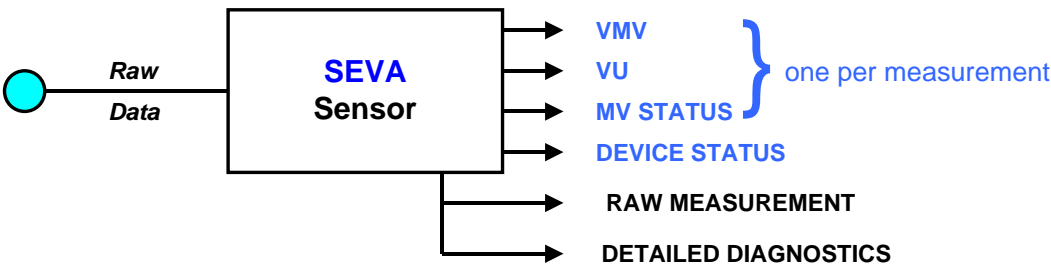 VMV
Raw
SEVA
VU
one per measurement
Data
Sensor
MV STATUS
DEVICE STATUS
RAW MEASUREMENT
DETAILED DIAGNOSTICS